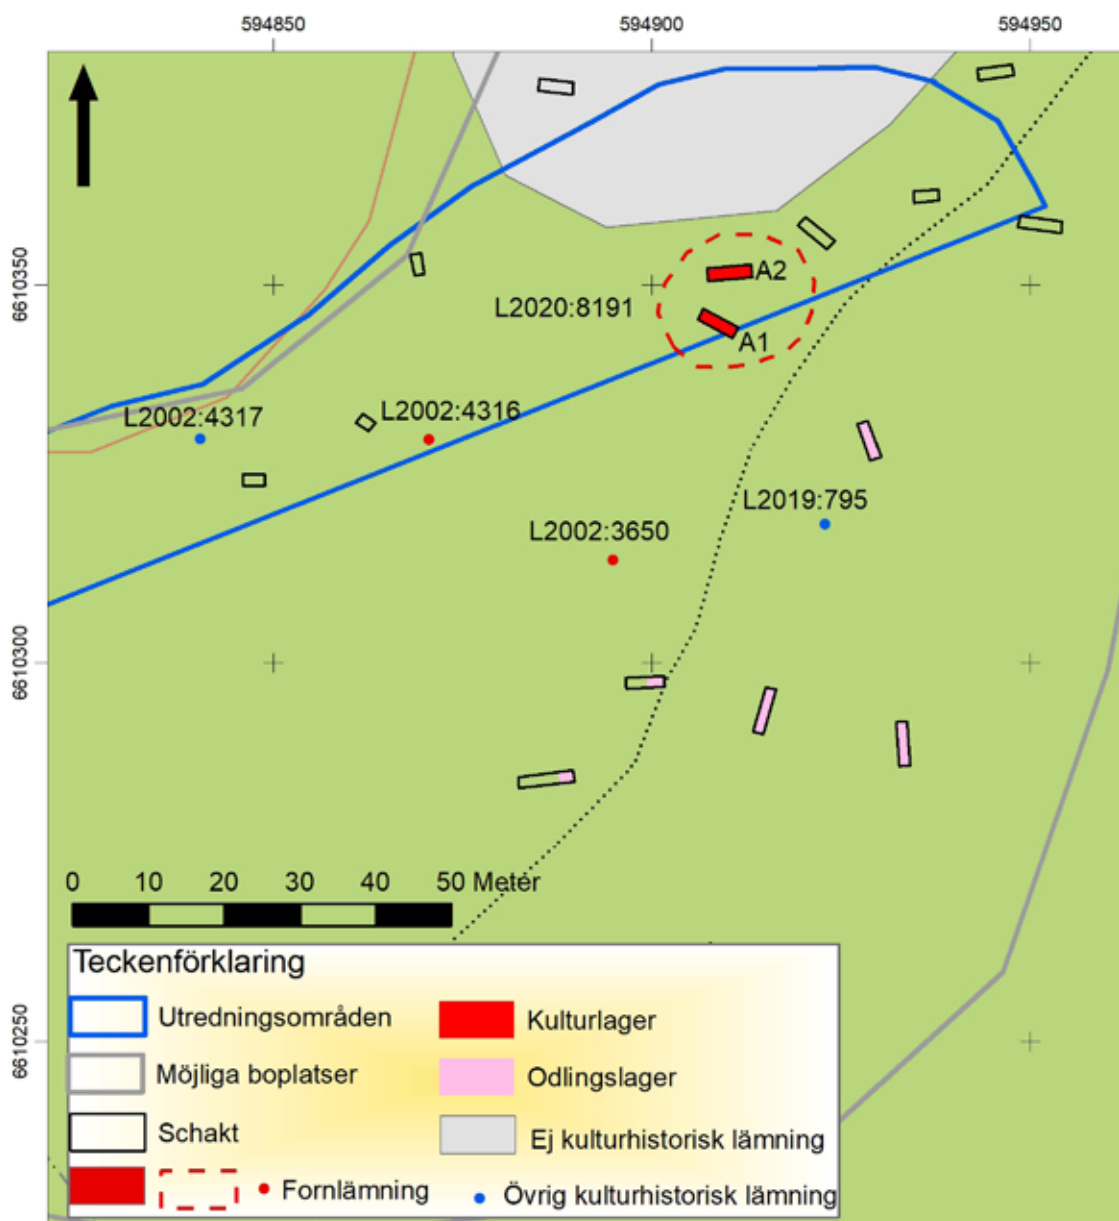 594850 594900 594950
6610350
A2
L2020:8191
A1
L2002:4317 L2002:4316
L2019:795
L2002:3650
6610300
0 10 20 30 40 50 Meter
Teckenförklaring
Utredningsområden
Kulturlager
Möjliga boplatser
Odlingslager
6610250
Schakt
Ej kulturhistorisk lämning
Fornlämning
Övrig kulturhistorisk lämning